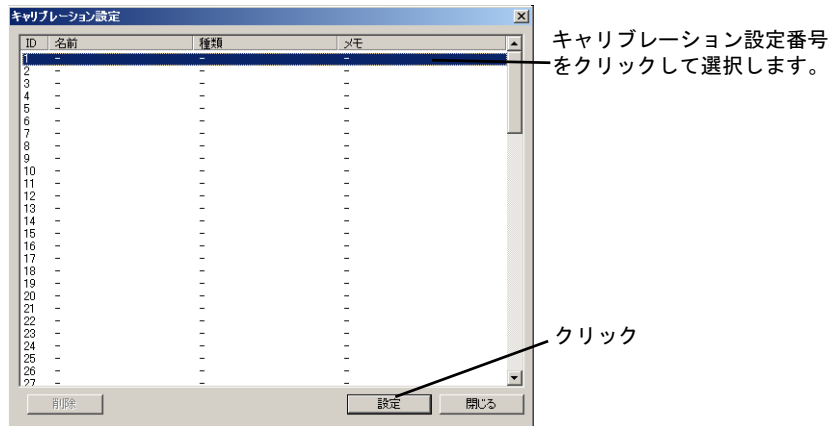 キャリブレーション設定
ID 名前 種類 メモ
1 - - -
2 - - -
3 - - -
4 - - -
5 - - -
6 - - -
7 - - -
8 - - -
9 - - -
10 - - -
11 - - -
12 - - -
13 - - -
14 - - -
15 - - -
16 - - -
17 - - -
18 - - -
19 - - -
20 - - -
21 - - -
22 - - -
23 - - -
24 - - -
25 - - -
26 - - -
27 - - -
削除 設定 閉じる
キャリブレーション設定番号
をクリックして選択します。
クリック